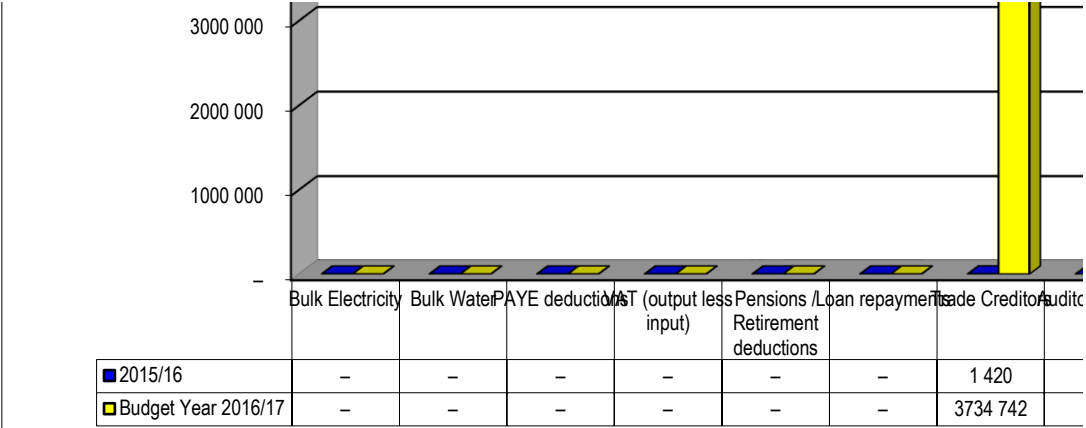 3000 000
2000 000
1000 000
–
Bulk Electricity Bulk Water PAYE deductions VAT (output less Pensions / Loan repayments Trade Creditors Audito
input) Retirement
deductions
2015/16 – – – – – – 1 420
Budget Year 2016/17 – – – – – – 3734 742